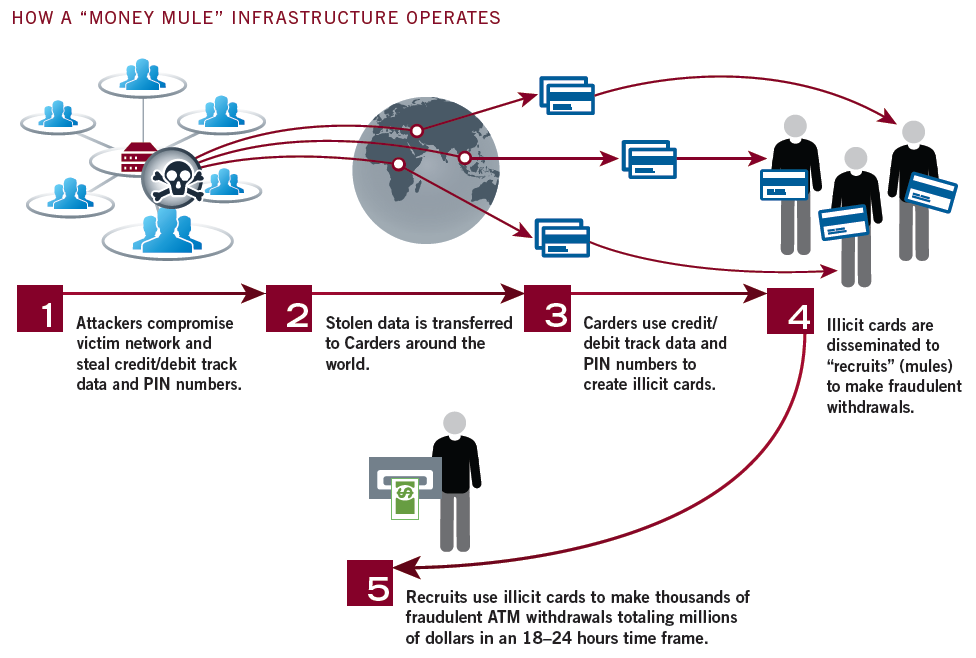 HOW A “MONEY MULE” INFRASTRUCTURE OPERATES
1
Attackers compromise
victim network and
steal credit/debit track
data and PIN numbers.
2
Stolen data is transferred
to Carders around the
world.
3
Carders use credit/
debit track data and
PIN numbers to
create illicit cards.
4
Illicit cards are
disseminated to
“recruits” (mules)
to make fraudulent
withdrawals.
$
5
Recruits use illicit cards to make thousands of
fraudulent ATM withdrawals totaling millions
of dollars in an 18–24 hours time frame.